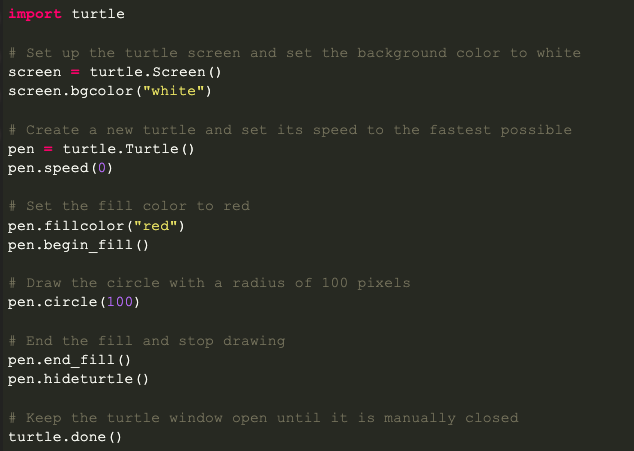 import turtle
# Set up the turtle screen and set the background color to white
screen = turtle.Screen()
screen.bgcolor("white")
# Create a new turtle and set its speed to the fastest possible
pen = turtle.Turtle()
pen.speed(0)
# Set the fill color to red
pen.fillcolor("red")
pen.begin_fill()
# Draw the circle with a radius of 100 pixels
pen.circle(100)
# End the fill and stop drawing
pen.end_fill()
pen.hideturtle()
# Keep the turtle window open until it is manually closed
turtle.done()